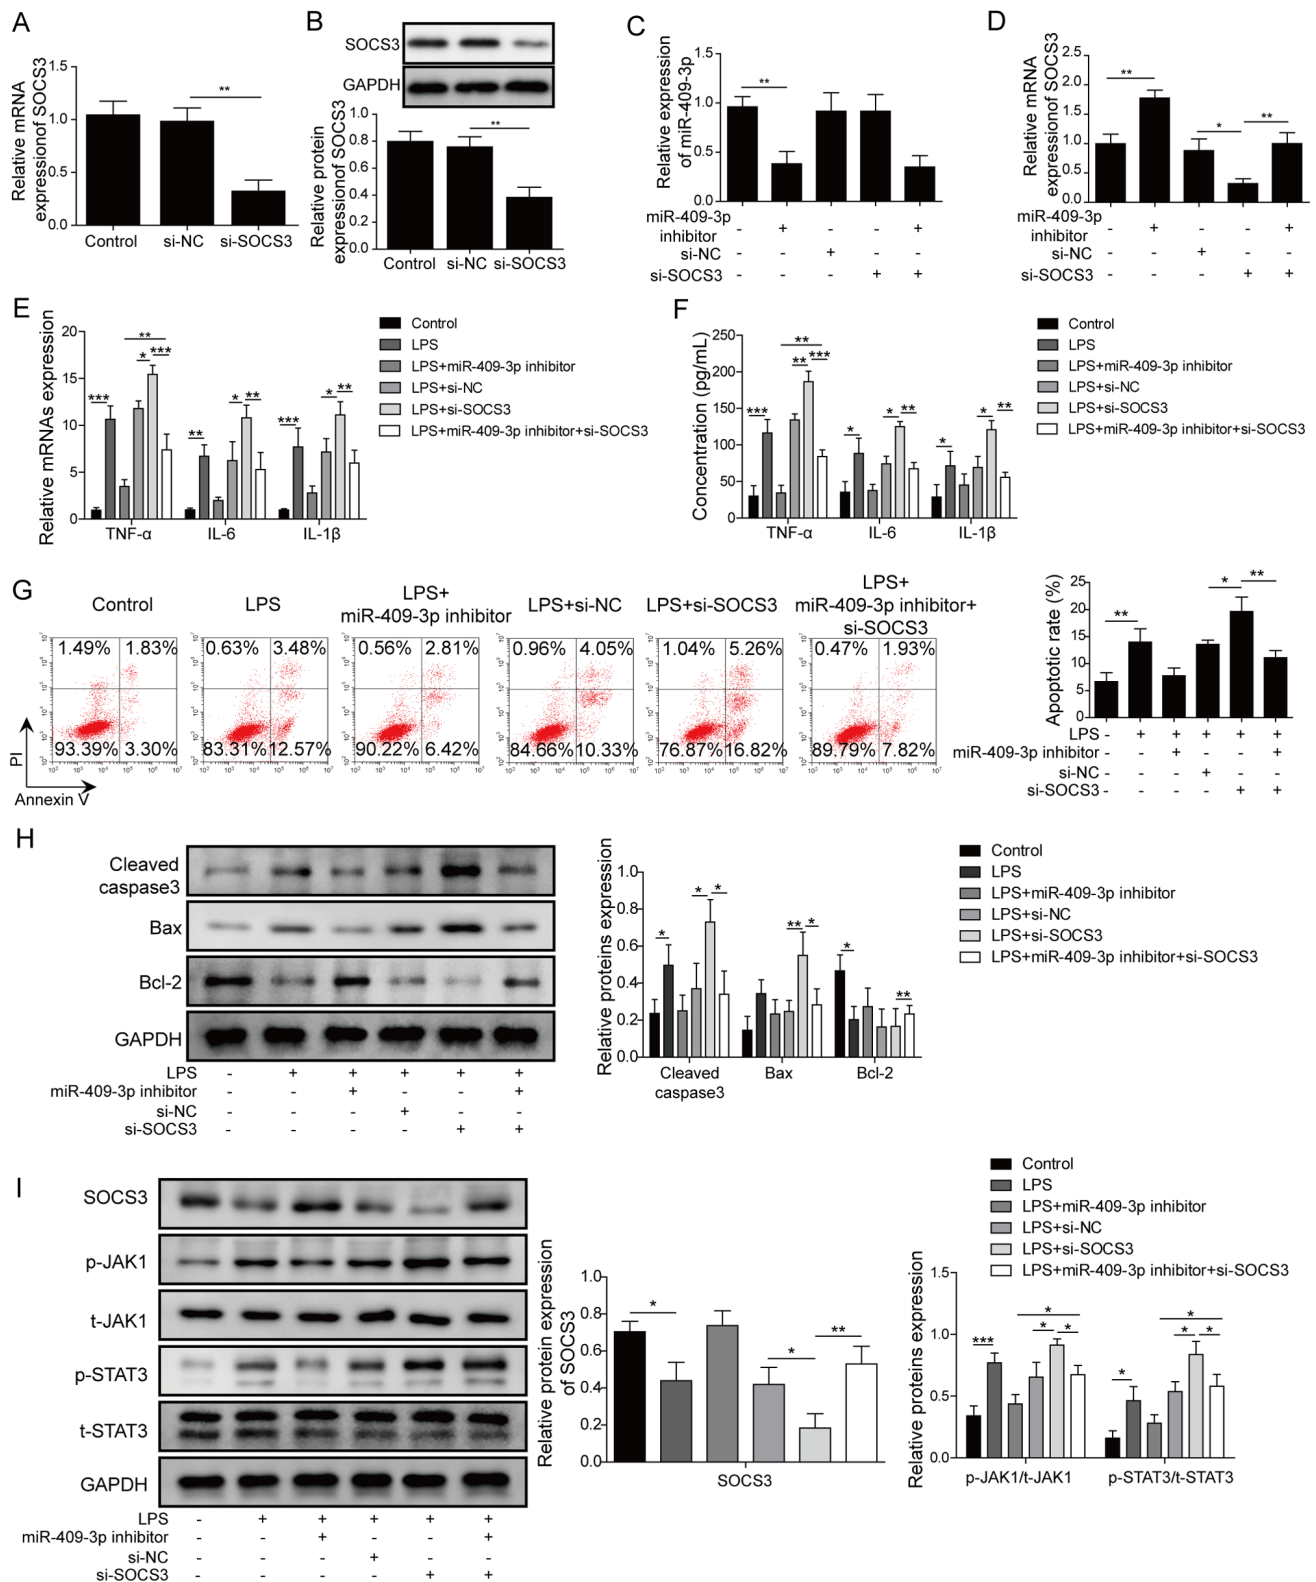 A
Relative mRNA
expressionof SOCS3
1.5
1.0
0.5
0.0
**
Control si-NC si-SOCS3
B
SOCS3
GAPDH
Relative protein
expressionof SOCS3
1.0
0.8
0.6
0.4
0.2
0.0
**
Control si-NC si-SOCS3
C
Relative expression
of miR-409-3p
1.5
1.0
0.5
0.0
**
miR-409-3p
inhibitor - + - - +
si-NC - - + - -
si-SOCS3 - - - + +
D
Relative mRNA
expressionof SOCS3
2.5
2.0
1.5
1.0
0.5
0.0
** * **
miR-409-3p
inhibitor - + - - +
si-NC - - + - -
si-SOCS3 - - - + +
E
Relative mRNAs expression
20
15
10
5
0
*** ** * ***
** * **
*** * **
TNF-α IL-6 IL-1β
Control
LPS
LPS+miR-409-3p inhibitor
LPS+si-NC
LPS+si-SOCS3
LPS+miR-409-3p inhibitor+si-SOCS3
F
Concentration (pg/mL)
250
200
150
100
50
0
*** ** ** ***
* * **
* * **
TNF-α IL-6 IL-1β
Control
LPS
LPS+miR-409-3p inhibitor
LPS+si-NC
LPS+si-SOCS3
LPS+miR-409-3p inhibitor+si-SOCS3
G
Control
1.49% 1.83%
93.39% 3.30%
LPS
0.63% 3.48%
83.31% 12.57%
LPS+
miR-409-3p inhibitor
0.56% 2.81%
90.22% 6.42%
LPS+si-NC
0.96% 4.05%
84.66% 10.33%
LPS+si-SOCS3
1.04% 5.26%
76.87% 16.82%
LPS+
miR-409-3p inhibitor+
si-SOCS3
0.47% 1.93%
89.79% 7.82%
PI
Annexin V
Apoptotic rate (%)
25
20
15
10
5
0
** * **
LPS - + + + + +
miR-409-3p inhibitor - - + - - +
si-NC - - - + - -
si-SOCS3 - - - - + +
H
Cleaved
caspase3
Bax
Bcl-2
GAPDH
LPS - + + + + +
miR-409-3p inhibitor - - + - - +
si-NC - - - + - -
si-SOCS3 - - - - + +
Relative proteins expression
1.0
0.8
0.6
0.4
0.2
0.0
* * *
** *
* **
Cleaved
caspase3
Bax
Bcl-2
Control
LPS
LPS+miR-409-3p inhibitor
LPS+si-NC
LPS+si-SOCS3
LPS+miR-409-3p inhibitor+si-SOCS3
I
SOCS3
p-JAK1
t-JAK1
p-STAT3
t-STAT3
GAPDH
LPS - + + + + +
miR-409-3p inhibitor - - + - - +
si-NC - - - + - -
si-SOCS3 - - - - + +
Relative protein expression
of SOCS3
1.0
0.8
0.6
0.4
0.2
0.0
* * **
SOCS3
Control
LPS
LPS+miR-409-3p inhibitor
LPS+si-NC
LPS+si-SOCS3
LPS+miR-409-3p inhibitor+si-SOCS3
Relative proteins expression
1.5
1.0
0.5
0.0
*** * * *
* * * *
p-JAK1/t-JAK1 p-STAT3/t-STAT3